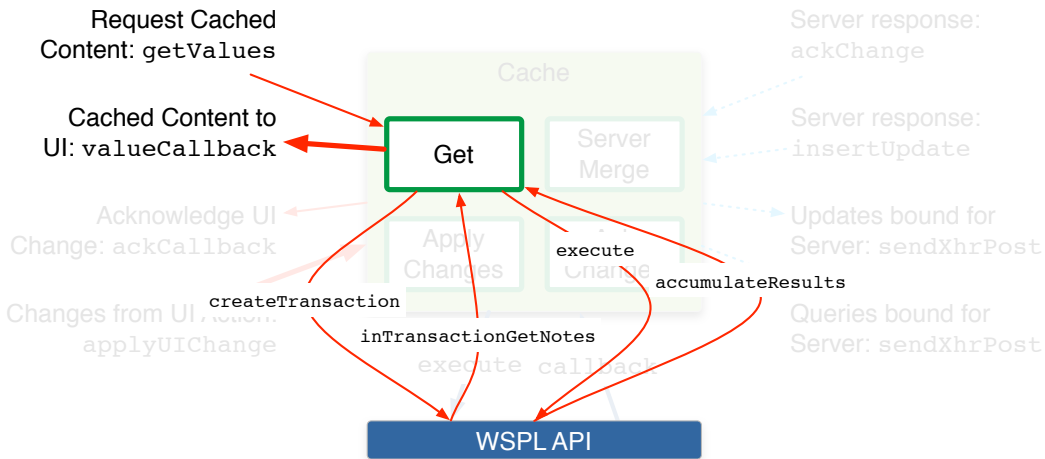 Request Cached
Content: getValues
Server response:
ackChange
Cache
Cached Content to
UI: valueCallback
Get
Server
Merge
Server response:
insertUpdate
Acknowledge UI
Change: ackCallback
Apply
Changes
execute
Change
Updates bound for
Server: sendXhrPost
accumulateResults
createTransaction
Changes from UI Action:
applyUIChange
inTransactionGetNotes
Queries bound for
Server: sendXhrPost
execute
callback
WSPL API